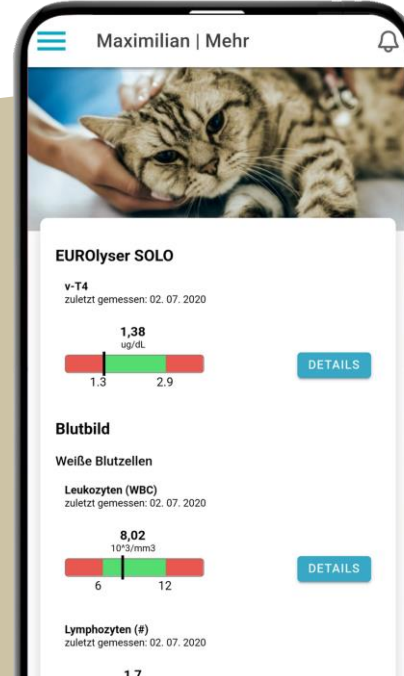 Maximilian | Mehr
EUROlyser SOLO
v-T4
zuletzt gemessen: 02. 07. 2020
1,38
ug/dL
1.3 2.9
DETAILS
Blutbild
Weiße Blutzellen
Leukozyten (WBC)
zuletzt gemessen: 02. 07. 2020
8,02
10^3/mm3
6 12
DETAILS
Lymphozyten (#)
zuletzt gemessen: 02. 07. 2020
1,7